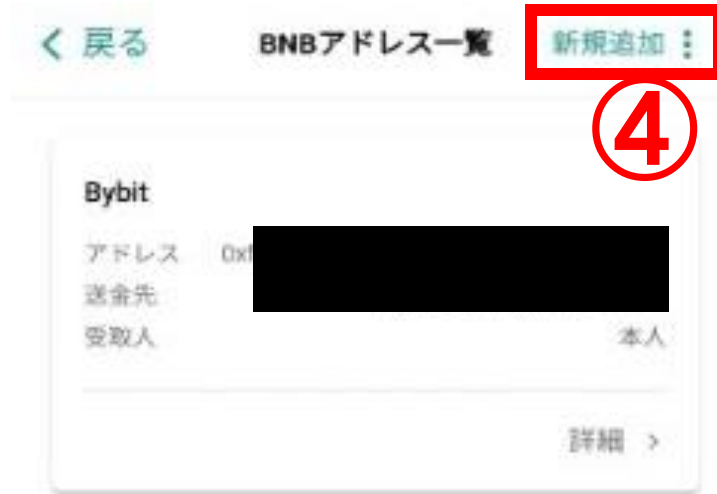 戻る BNBアドレス一覧 新規追加
④
Bybit
アドレス 0xf
送金先
受取人 本人
詳細